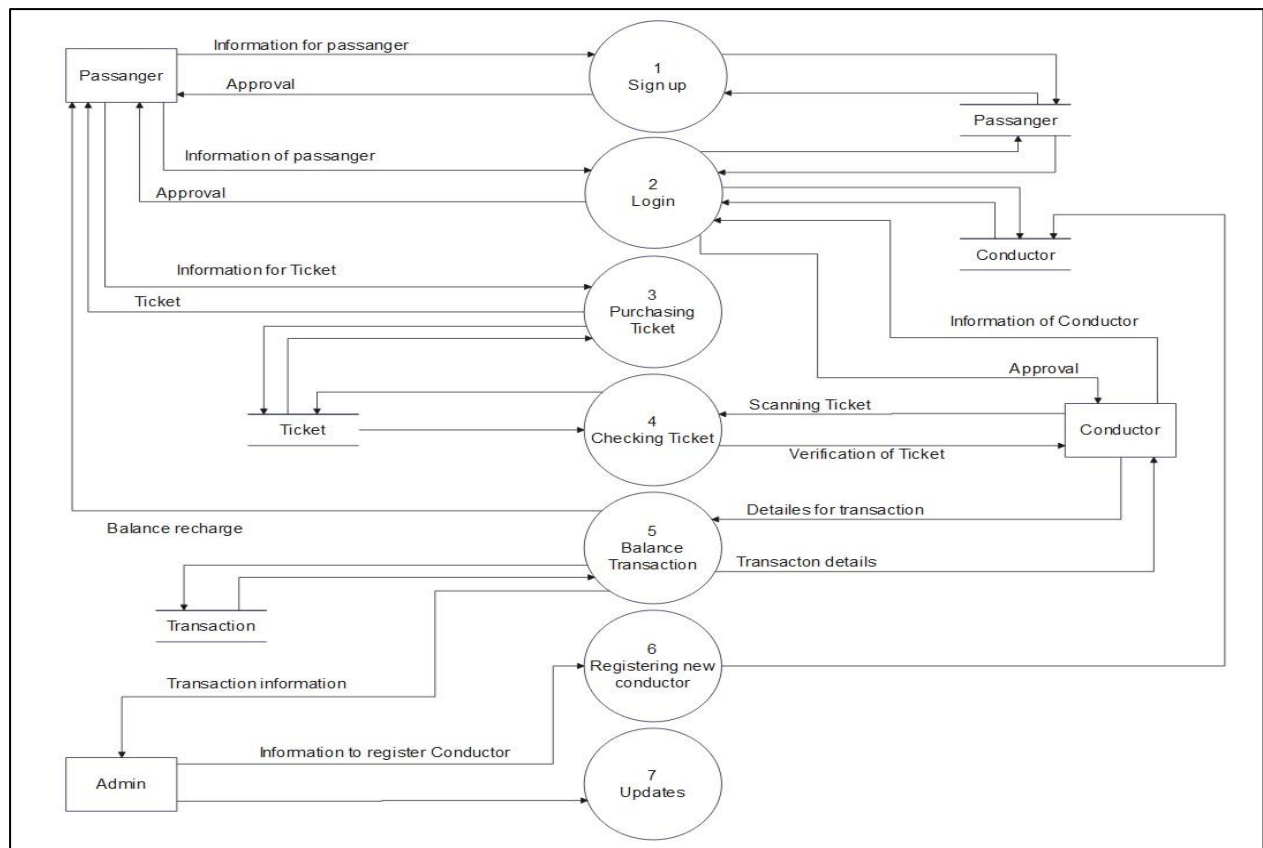 Information for passanger
1
Sign up
Passanger
Approval
Passanger
Information of passanger
2
Login
Approval
Conductor
Information for Ticket
3
Purchasing
Ticket
Ticket
Information of Conductor
Approval
Scanning Ticket
Ticket
4
Checking Ticket
Conductor
Verification of Ticket
Detailes for transaction
Balance recharge
5
Balance
Transaction
Transacton details
Transaction
6
Registering new
conductor
Transaction information
Information to register Conductor
Admin
7
Updates